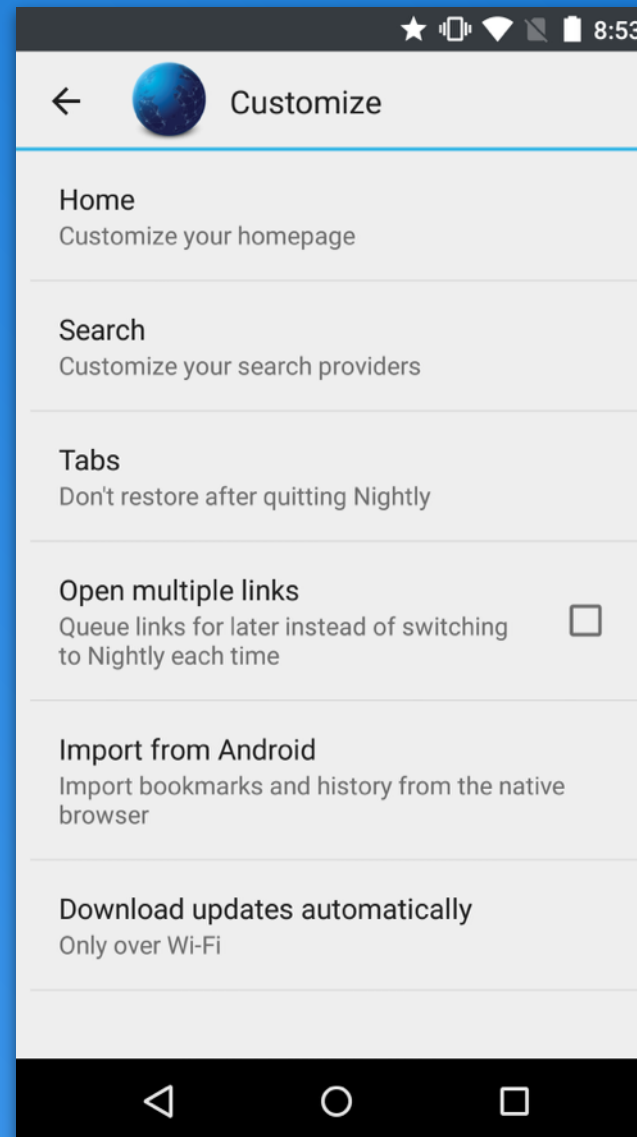 8:53
Customize
Home
Customize your homepage
Search
Customize your search providers
Tabs
Don't restore after quitting Nightly
Open multiple links
Queue links for later instead of switching
to Nightly each time
Import from Android
Import bookmarks and history from the native
browser
Download updates automatically
Only over Wi-Fi